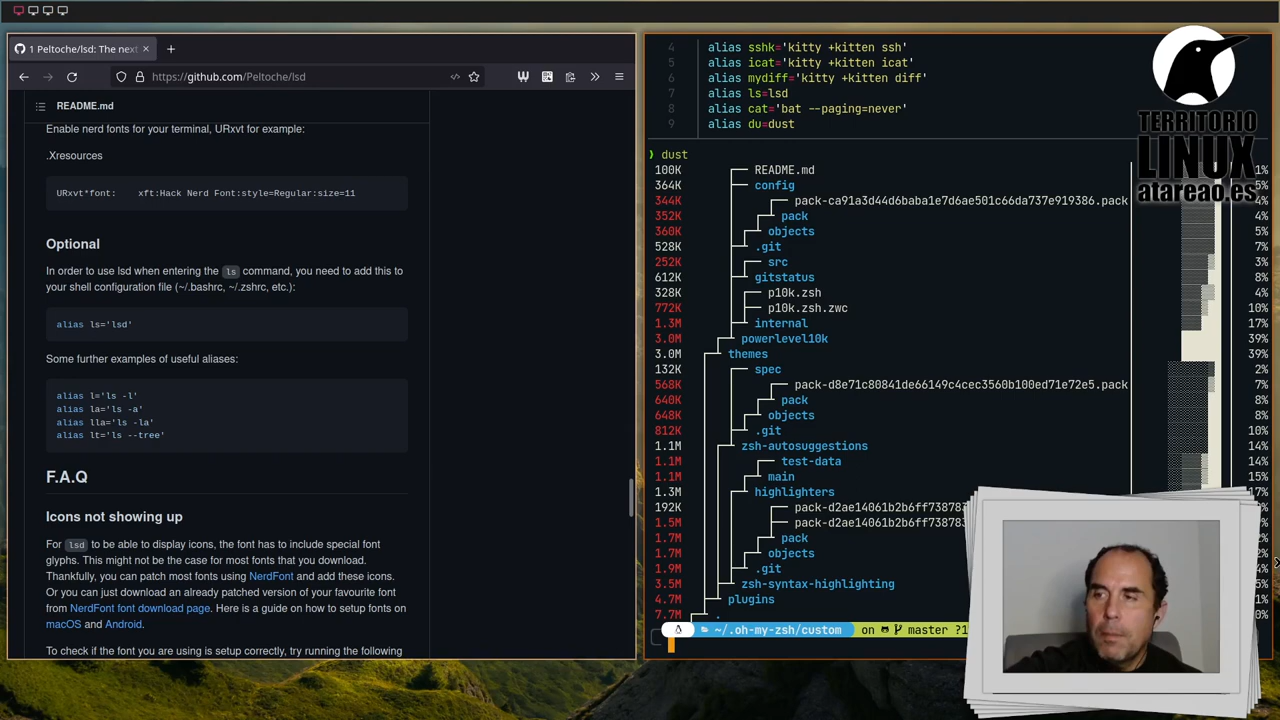 1 Peltoche/lsd: The next
https://github.com/Peltoche/lsd
README.md
Enable nerd fonts for your terminal, URxvt for example:
.Xresources
URxvt*font: xft:Hack Nerd Font:style=Regular:size=11
Optional
In order to use lsd when entering the ls command, you need to add this to
your shell configuration file (~/.bashrc, ~/.zshrc, etc.):
alias ls='lsd'
Some further examples of useful aliases:
alias l='ls -l'
alias la='ls -a'
alias lla='ls -la'
alias lt='ls --tree'
F.A.Q
Icons not showing up
For lsd to be able to display icons, the font has to include special font
glyphs. This might not be the case for most fonts that you download.
Thankfully, you can patch most fonts using NerdFont and add these icons.
Or you can just download an already patched version of your favourite font
from NerdFont font download page. Here is a guide on how to setup fonts on
macOS and Android.
To check if the font you are using is setup correctly, try running the following
4 alias sshk='kitty +kitten ssh'
5 alias icat='kitty +kitten icat'
6 alias mydiff='kitty +kitten diff'
7 alias ls=lsd
8 alias cat='bat --paging=never'
9 alias du=dust
❯ dust
100K README.md 1%
364K config 5%
344K pack-ca91a3d44d6baba1e7d6ae501c66da737e919386.pack 4%
352K pack 4%
360K objects 5%
528K .git 7%
252K src 3%
612K gitstatus 8%
328K p10k.zsh 4%
772K p10k.zsh.zwc 10%
1.3M internal 17%
3.0M powerlevel10k 39%
3.0M themes 39%
132K spec 2%
568K pack-d8e71c80841de66149c4cec3560b100ed71e72e5.pack 7%
640K pack 8%
648K objects 8%
812K .git 10%
1.1M zsh-autosuggestions 14%
1.1M test-data 14%
1.1M main 15%
1.3M highlighters 17%
192K pack-d2ae14061b2b6ff738783
1.5M pack-d2ae14061b2b6ff738783
1.7M pack
1.7M objects
1.9M .git
3.5M zsh-syntax-highlighting
4.7M plugins
7.7M .
~/.oh-my-zsh/custom on master ?1
TERRITORIO
LINUX
atareao.es